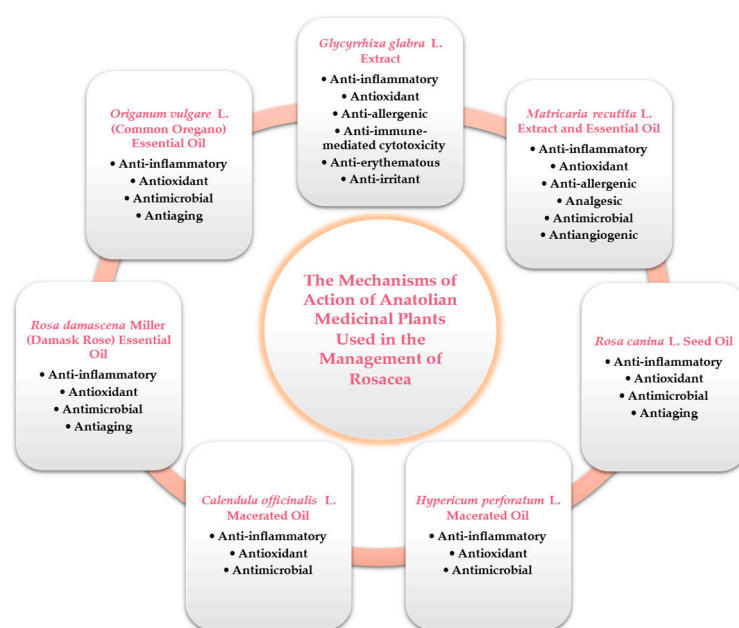 Glycyrrhiza glabra L.
Extract
• Anti-inflammatory
• Antioxidant
• Anti-allergenic
• Anti-immune-
mediated cytotoxicity
• Anti-erythematous
• Anti-irritant
Matricaria recutita L.
Extract and Essential Oil
• Anti-inflammatory
• Antioxidant
• Anti-allergenic
• Analgesic
• Antimicrobial
• Antiangiogenic
Rosa canina L. Seed Oil
• Anti-inflammatory
• Antioxidant
• Antimicrobial
• Antiaging
Hypericum perforatum L.
Macerated Oil
• Anti-inflammatory
• Antioxidant
• Antimicrobial
Calendula officinalis L.
Macerated Oil
• Anti-inflammatory
• Antioxidant
• Antimicrobial
Rosa damascena Miller
(Damask Rose) Essential
Oil
• Anti-inflammatory
• Antioxidant
• Antimicrobial
• Antiaging
Origanum vulgare L.
(Common Oregano)
Essential Oil
• Anti-inflammatory
• Antioxidant
• Antimicrobial
• Antiaging
The Mechanisms of
Action of Anatolian
Medicinal Plants
Used in the
Management of
Rosacea